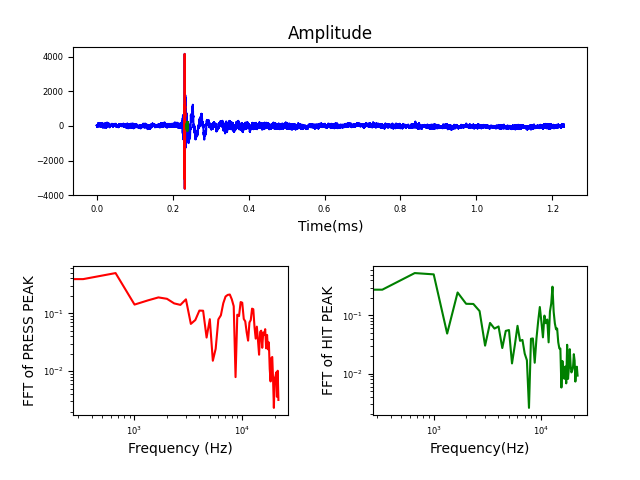 Amplitude
4000
2000
0
−2000
−4000
0.0 0.2 0.4 0.6 0.8 1.0 1.2
Time(ms)
FFT of PRESS PEAK
10⁻¹
10⁻²
10³ 10⁴
Frequency (Hz)
FFT of HIT PEAK
10⁻¹
10⁻²
10³ 10⁴
Frequency(Hz)